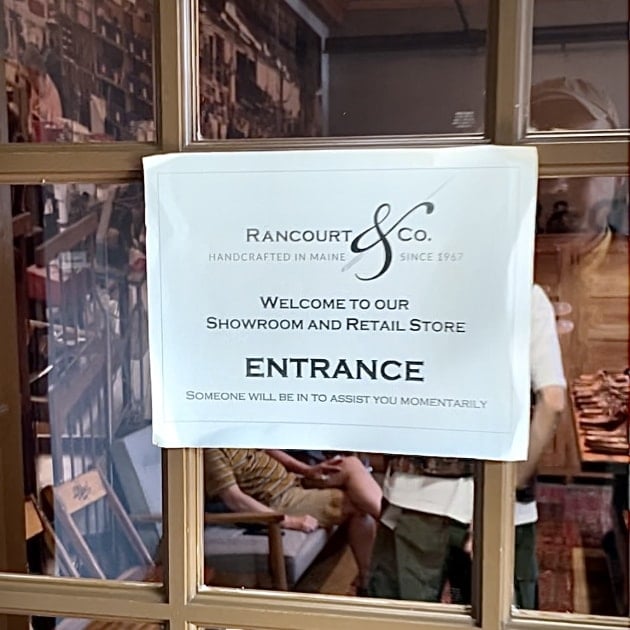 RANCOURT & CO.
HANDCRAFTED IN MAINE SINCE 1967
WELCOME TO OUR
SHOWROOM AND RETAIL STORE
ENTRANCE
SOMEONE WILL BE IN TO ASSIST YOU MOMENTARILY